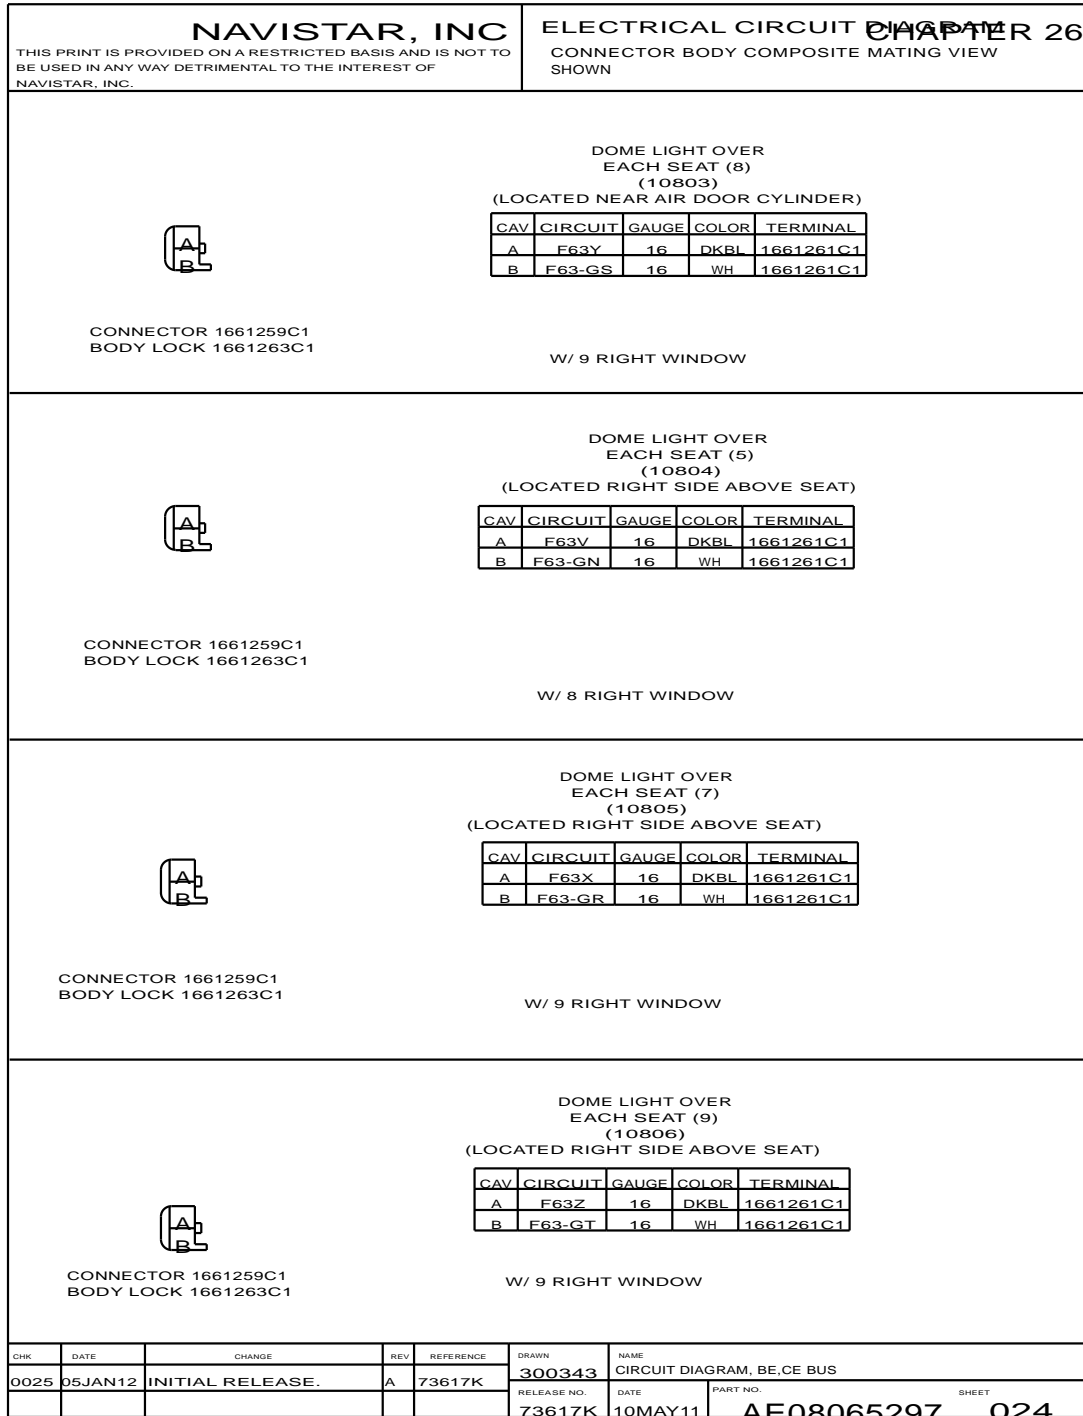 NAVISTAR, INC
THIS PRINT IS PROVIDED ON A RESTRICTED BASIS AND IS NOT TO
BE USED IN ANY WAY DETRIMENTAL TO THE INTEREST OF
NAVISTAR, INC.
ELECTRICAL CIRCUIT DIAGRAM
CHAPTER 26
CONNECTOR BODY COMPOSITE MATING VIEW
SHOWN
DOME LIGHT OVER
EACH SEAT (8)
(10803)
(LOCATED NEAR AIR DOOR CYLINDER)
CAV CIRCUIT GAUGE COLOR TERMINAL
A F63Y 16 DKBL 1661261C1
B F63-GS 16 WH 1661261C1
A
B
CONNECTOR 1661259C1
BODY LOCK 1661263C1
W/ 9 RIGHT WINDOW
DOME LIGHT OVER
EACH SEAT (5)
(10804)
(LOCATED RIGHT SIDE ABOVE SEAT)
CAV CIRCUIT GAUGE COLOR TERMINAL
A F63V 16 DKBL 1661261C1
B F63-GN 16 WH 1661261C1
A
B
CONNECTOR 1661259C1
BODY LOCK 1661263C1
W/ 8 RIGHT WINDOW
DOME LIGHT OVER
EACH SEAT (7)
(10805)
(LOCATED RIGHT SIDE ABOVE SEAT)
CAV CIRCUIT GAUGE COLOR TERMINAL
A F63X 16 DKBL 1661261C1
B F63-GR 16 WH 1661261C1
A
B
CONNECTOR 1661259C1
BODY LOCK 1661263C1
W/ 9 RIGHT WINDOW
DOME LIGHT OVER
EACH SEAT (9)
(10806)
(LOCATED RIGHT SIDE ABOVE SEAT)
CAV CIRCUIT GAUGE COLOR TERMINAL
A F63Z 16 DKBL 1661261C1
B F63-GT 16 WH 1661261C1
A
B
CONNECTOR 1661259C1
BODY LOCK 1661263C1
W/ 9 RIGHT WINDOW
CHK DATE CHANGE REV REFERENCE
0025 05JAN12 INITIAL RELEASE. A 73617K
DRAWN
300343
NAME
CIRCUIT DIAGRAM, BE,CE BUS
RELEASE NO. DATE PART NO. SHEET
73617K 10MAY11 AE08065297 024